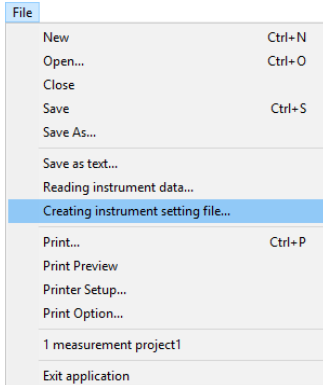 File
New Ctrl+N
Open... Ctrl+O
Close
Save Ctrl+S
Save As...
Save as text...
Reading instrument data...
Creating instrument setting file...
Print... Ctrl+P
Print Preview
Printer Setup...
Print Option...
1 measurement project1
Exit application